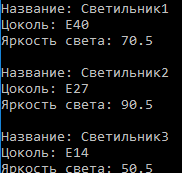 Название: Светильник1
Цоколь: E40
Яркость света: 70.5
Название: Светильник2
Цоколь: E27
Яркость света: 90.5
Название: Светильник3
Цоколь: E14
Яркость света: 50.5